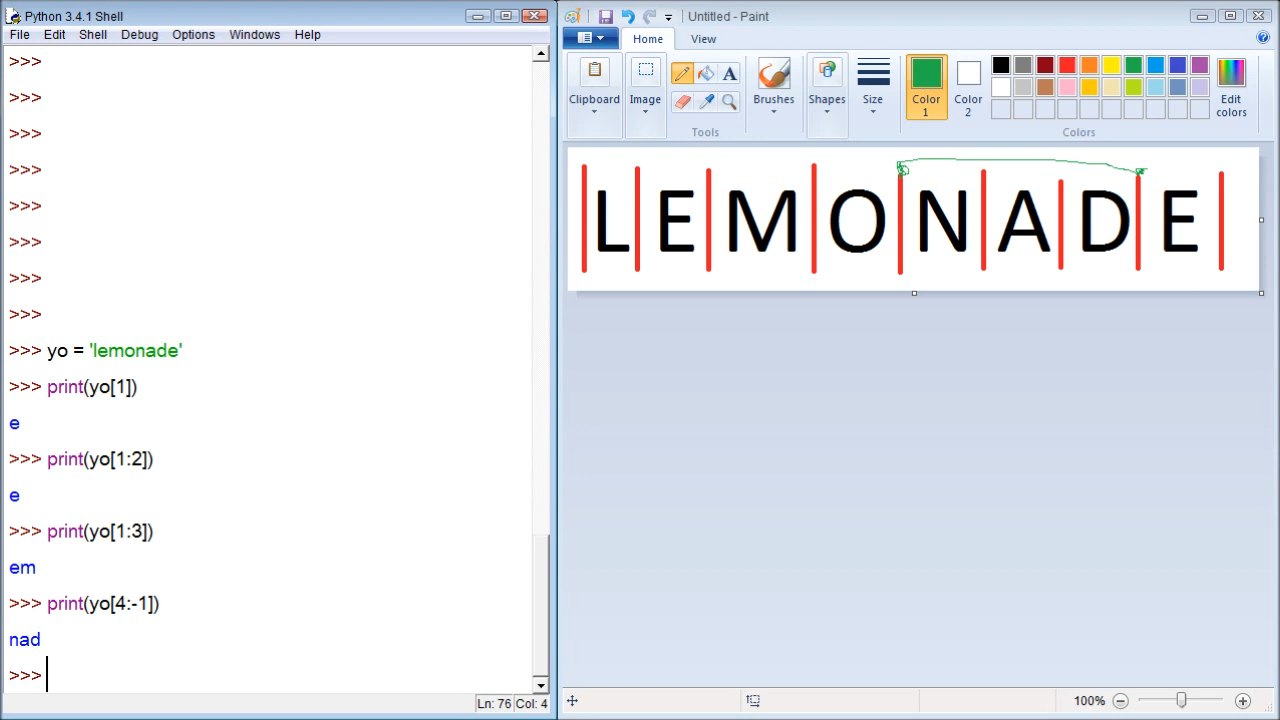 Python 3.4.1 Shell
File Edit Shell Debug Options Windows Help
>>>
>>>
>>>
>>>
>>>
>>>
>>>
>>>
>>> yo = 'lemonade'
>>> print(yo[1])
e
>>> print(yo[1:2])
e
>>> print(yo[1:3])
em
>>> print(yo[4:-1])
nad
>>>
Ln: 76 Col: 4
Untitled - Paint
Home View
Clipboard
Image
A
Tools
Brushes
Shapes
Size
Color 1
Color 2
Edit colors
Colors
LEMONADE
100%